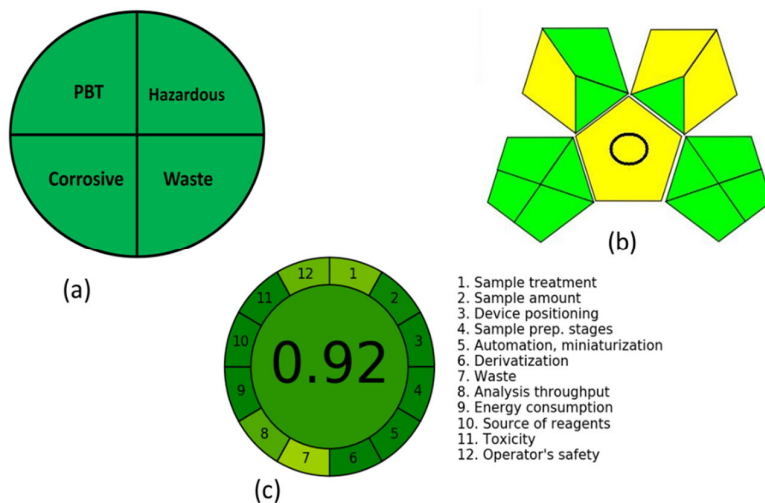 PBT
Hazardous
Corrosive
Waste
(a)
(b)
12
1
11
2
10
3
0.92
9
4
8
5
7
6
(c)
1. Sample treatment
2. Sample amount
3. Device positioning
4. Sample prep. stages
5. Automation, miniaturization
6. Derivatization
7. Waste
8. Analysis throughput
9. Energy consumption
10. Source of reagents
11. Toxicity
12. Operator's safety